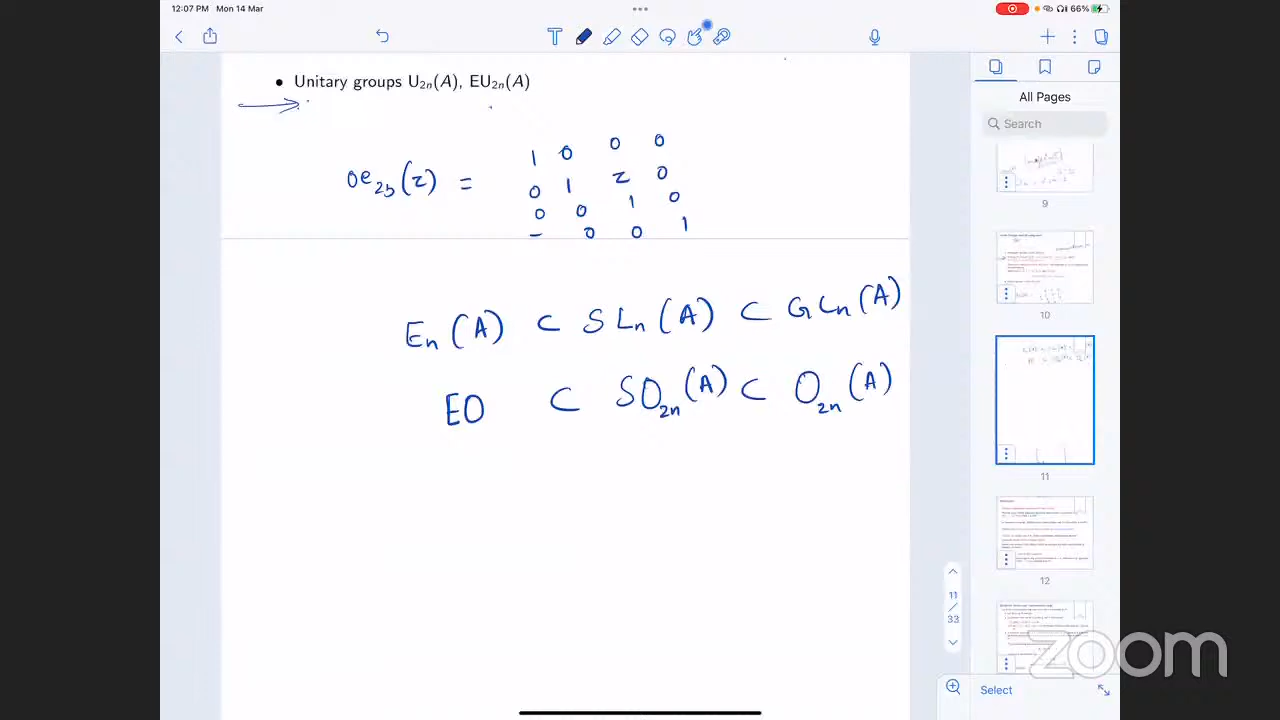 12:07 PM Mon 14 Mar
66%
• Unitary groups U₂ₙ(A), EU₂ₙ(A)
1 0 0 0
oe₂₃(z) = 0 1 z 0
0 0 1 0
– 0 0 1
Eₙ(A) ⊂ SLₙ(A) ⊂ GLₙ(A)
EO ⊂ SO₂ₙ(A) ⊂ O₂ₙ(A)
All Pages
Search
9
10
11
12
11
/
33
Select
zoom